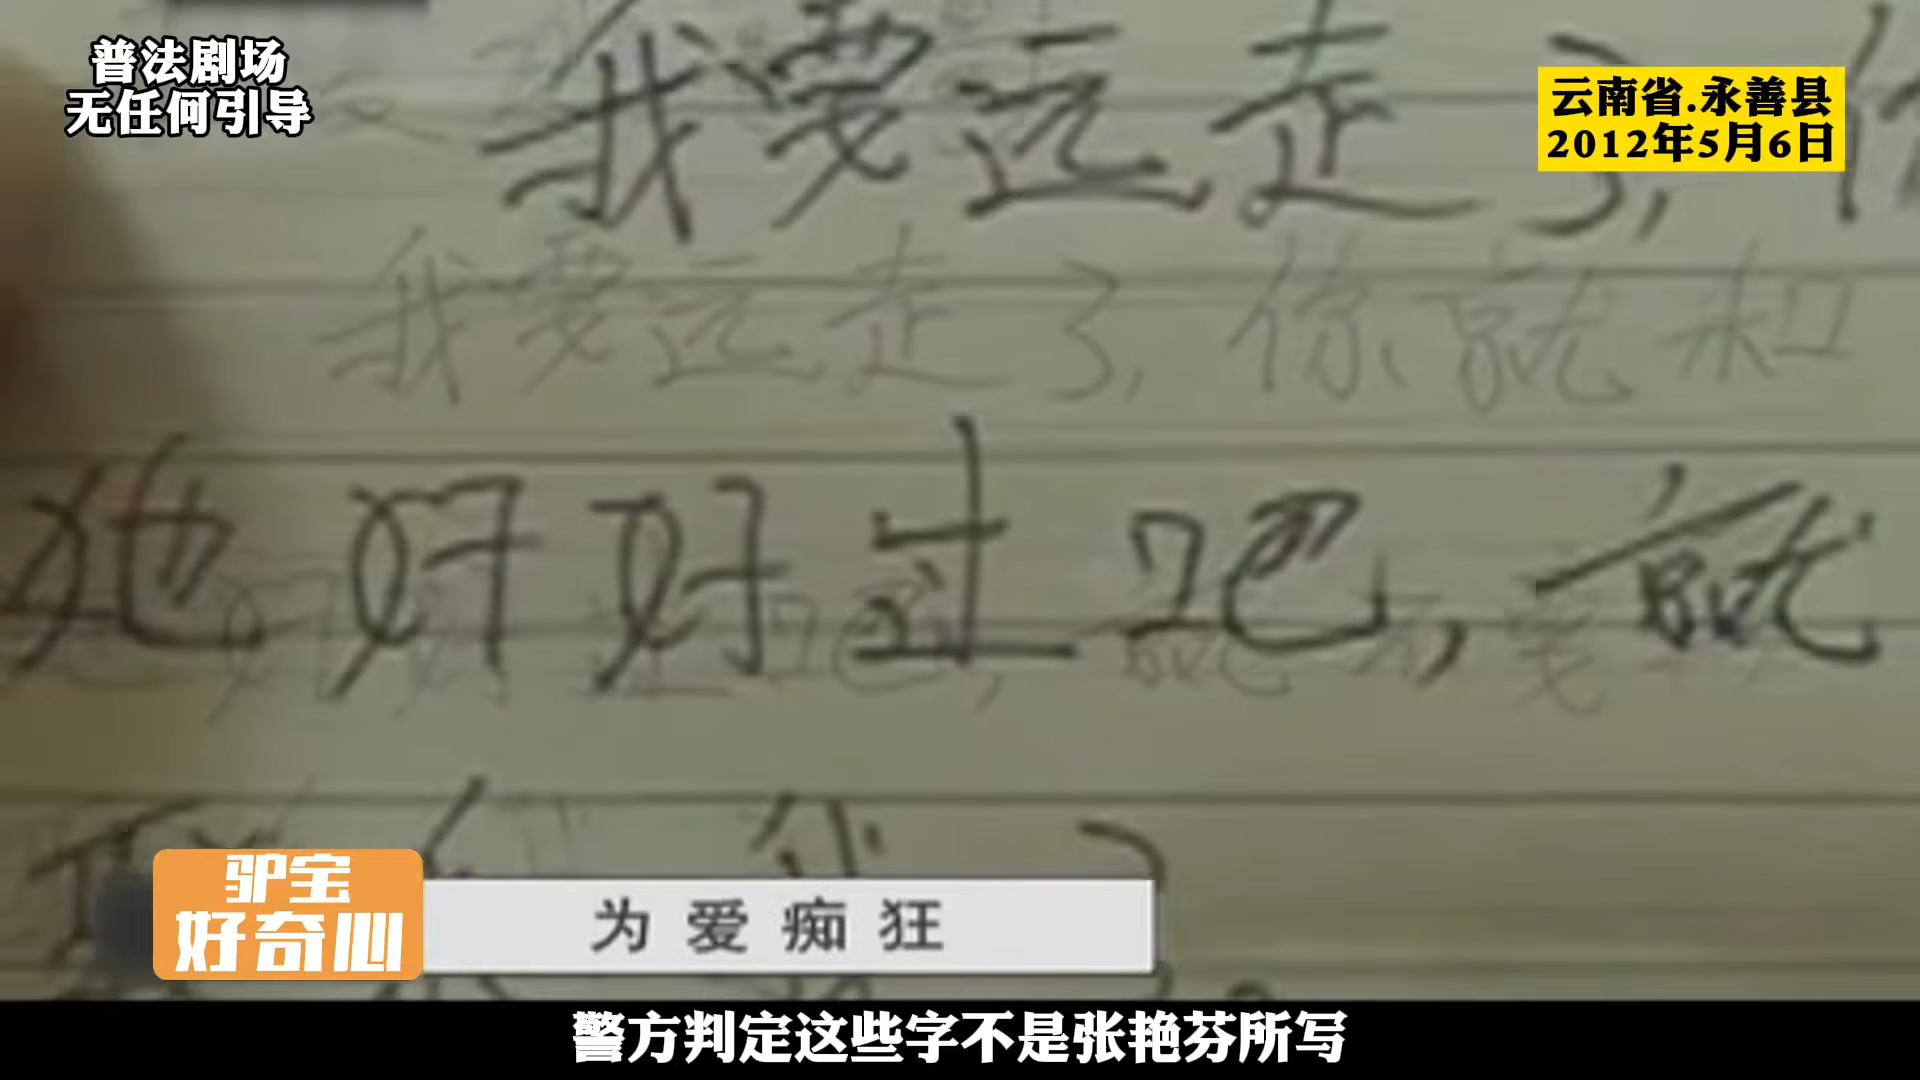 普法剧场
无任何引导
云南省.永善县
2012年5月6日
我要远走了,
我要远走了,你就和
她好好过吧,就
驴宝
好奇心
为爱痴狂
警方判定这些字不是张艳芬所写